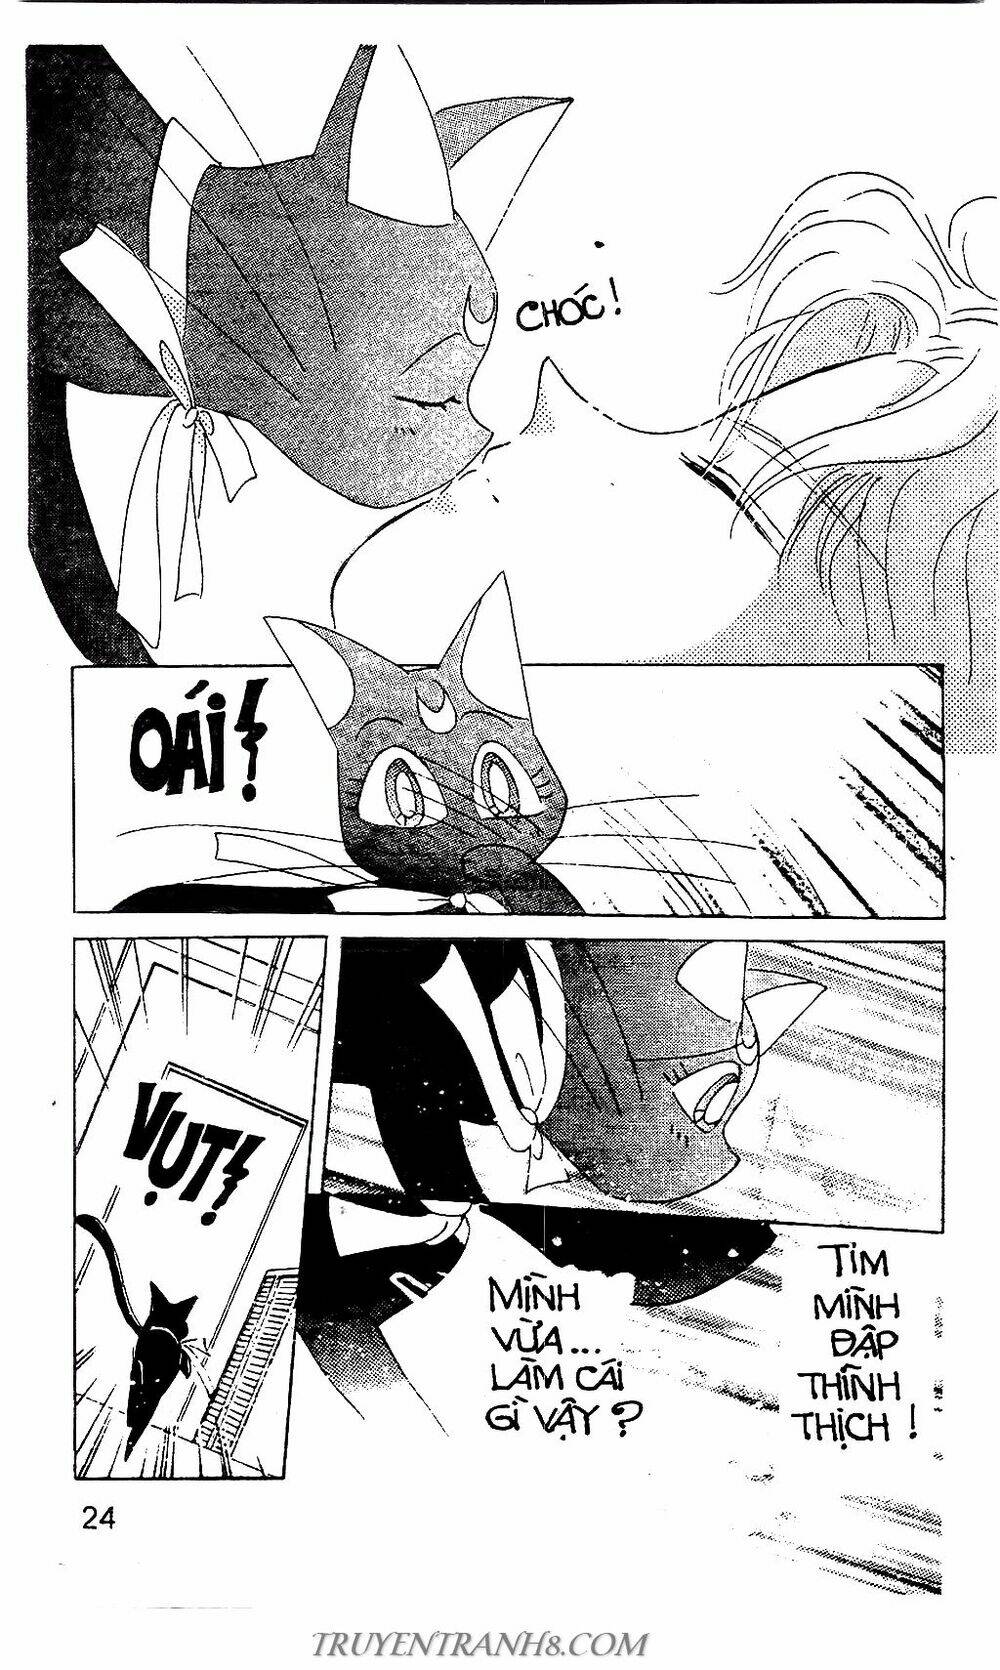 CHÓC!
OÁI!
VỤT!
MÌNH
VỪA...
LÀM CÁI
GÌ VẬY?
TIM
MÌNH
ĐẬP
THÌNH
THỊCH!
24
TRUYENTRANH8.COM